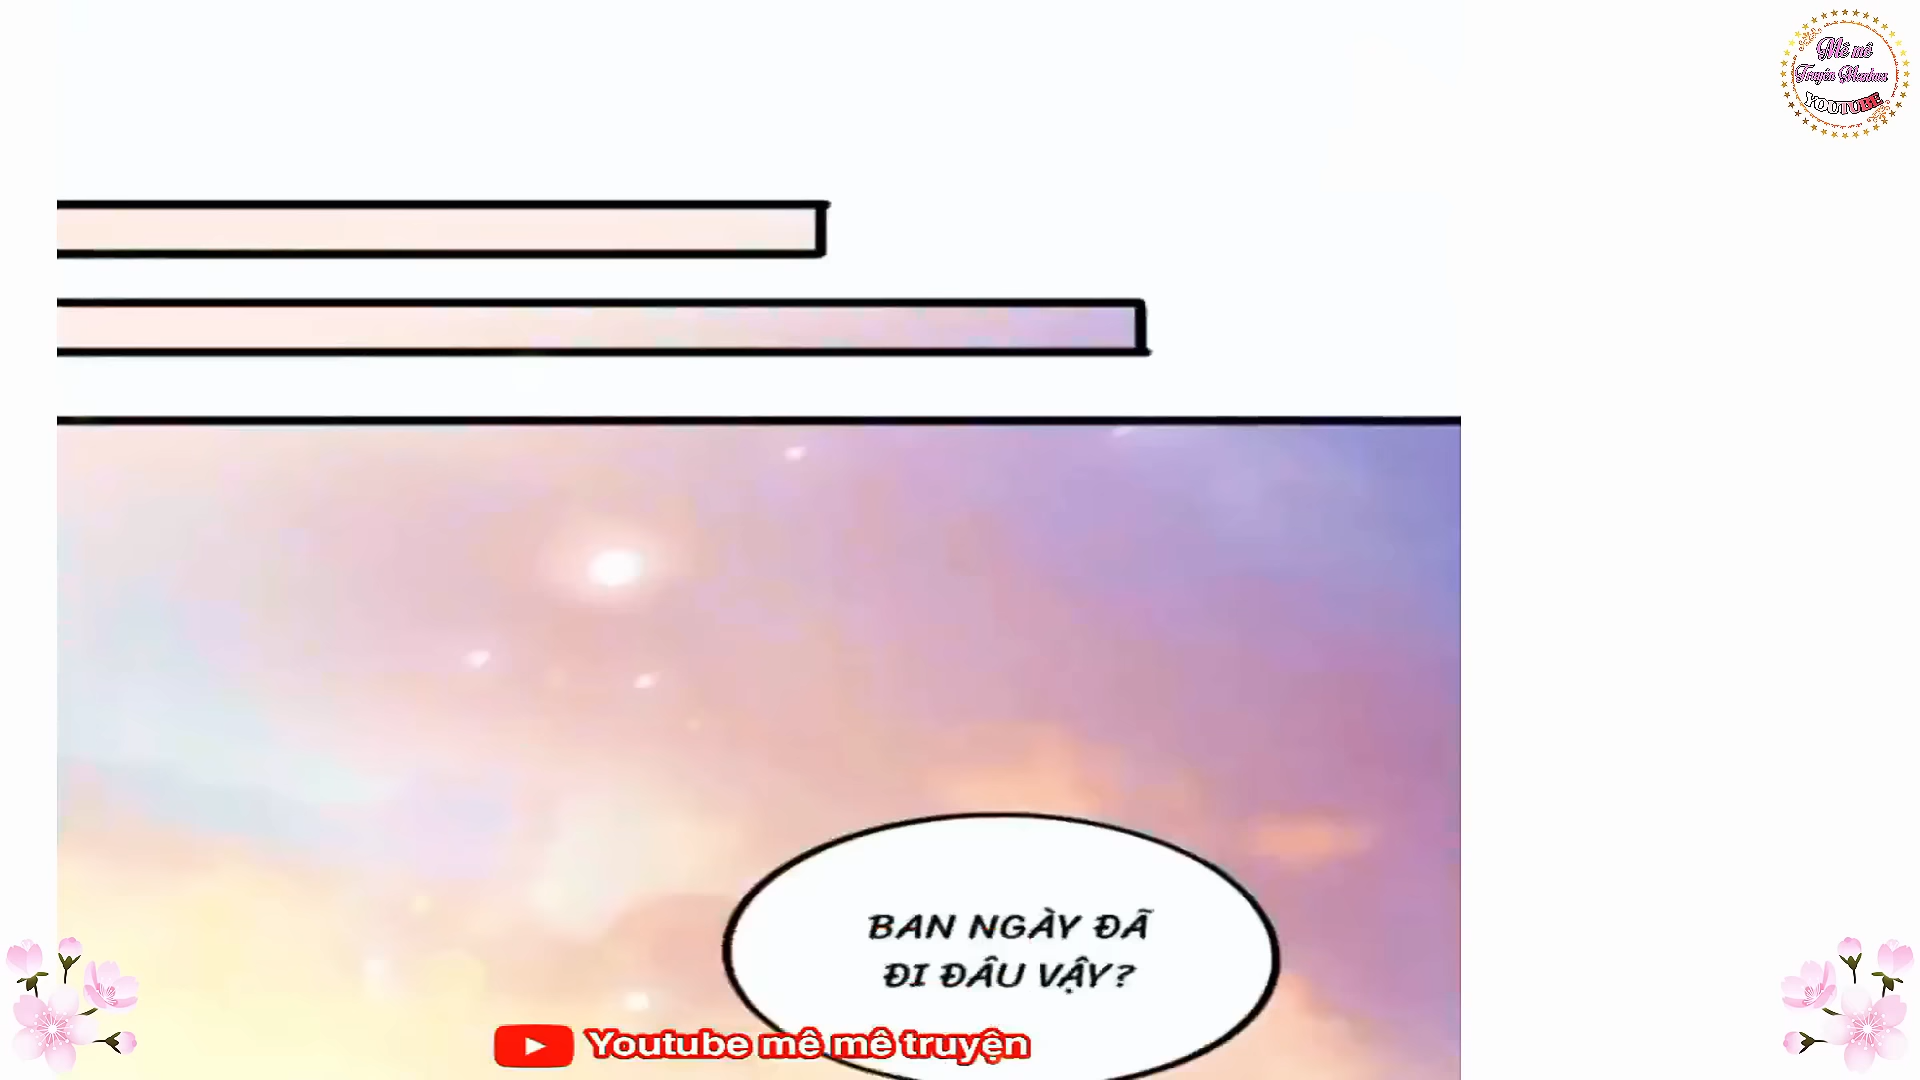 Mê mê
Truyện Manhua
YOUTUBE
BAN NGÀY ĐÃ
ĐI ĐÂU VẬY?
Youtube mê mê truyện